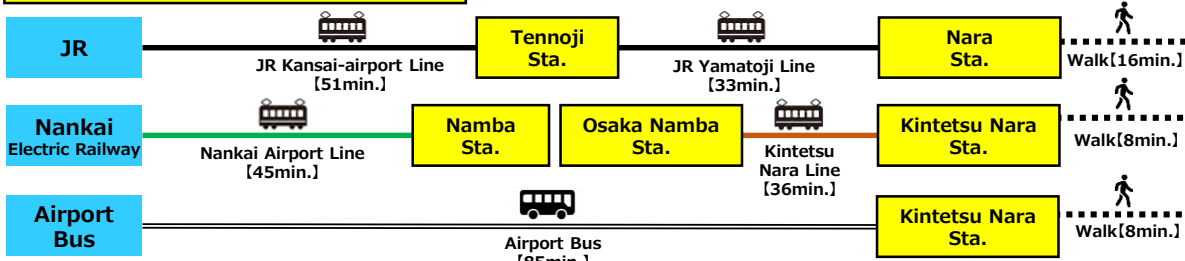 JR
JR Kansai-airport Line
【51min.】
Tennoji
Sta.
JR Yamatoji Line
【33min.】
Nara
Sta.
Walk【16min.】
Nankai
Electric Railway
Nankai Airport Line
【45min.】
Namba
Sta.
Osaka Namba
Sta.
Kintetsu
Nara Line
【36min.】
Kintetsu Nara
Sta.
Walk【8min.】
Airport
Bus
Airport Bus
【85min.】
Kintetsu Nara
Sta.
Walk【8min.】